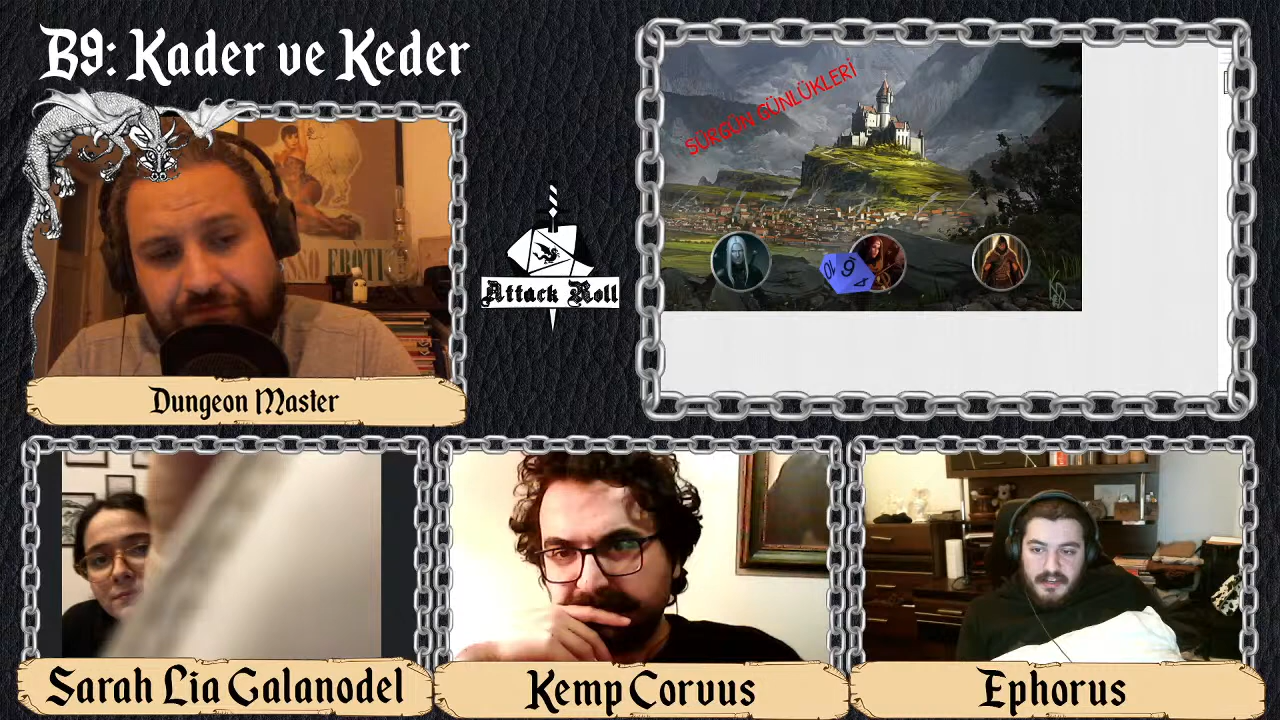 B9: Kader ve Keder
SÜRGÜN GÜNLÜKLERİ
Attack Roll
Dungeon Master
Sarah Lia Galanodel
Kemp Corvus
Ephorus